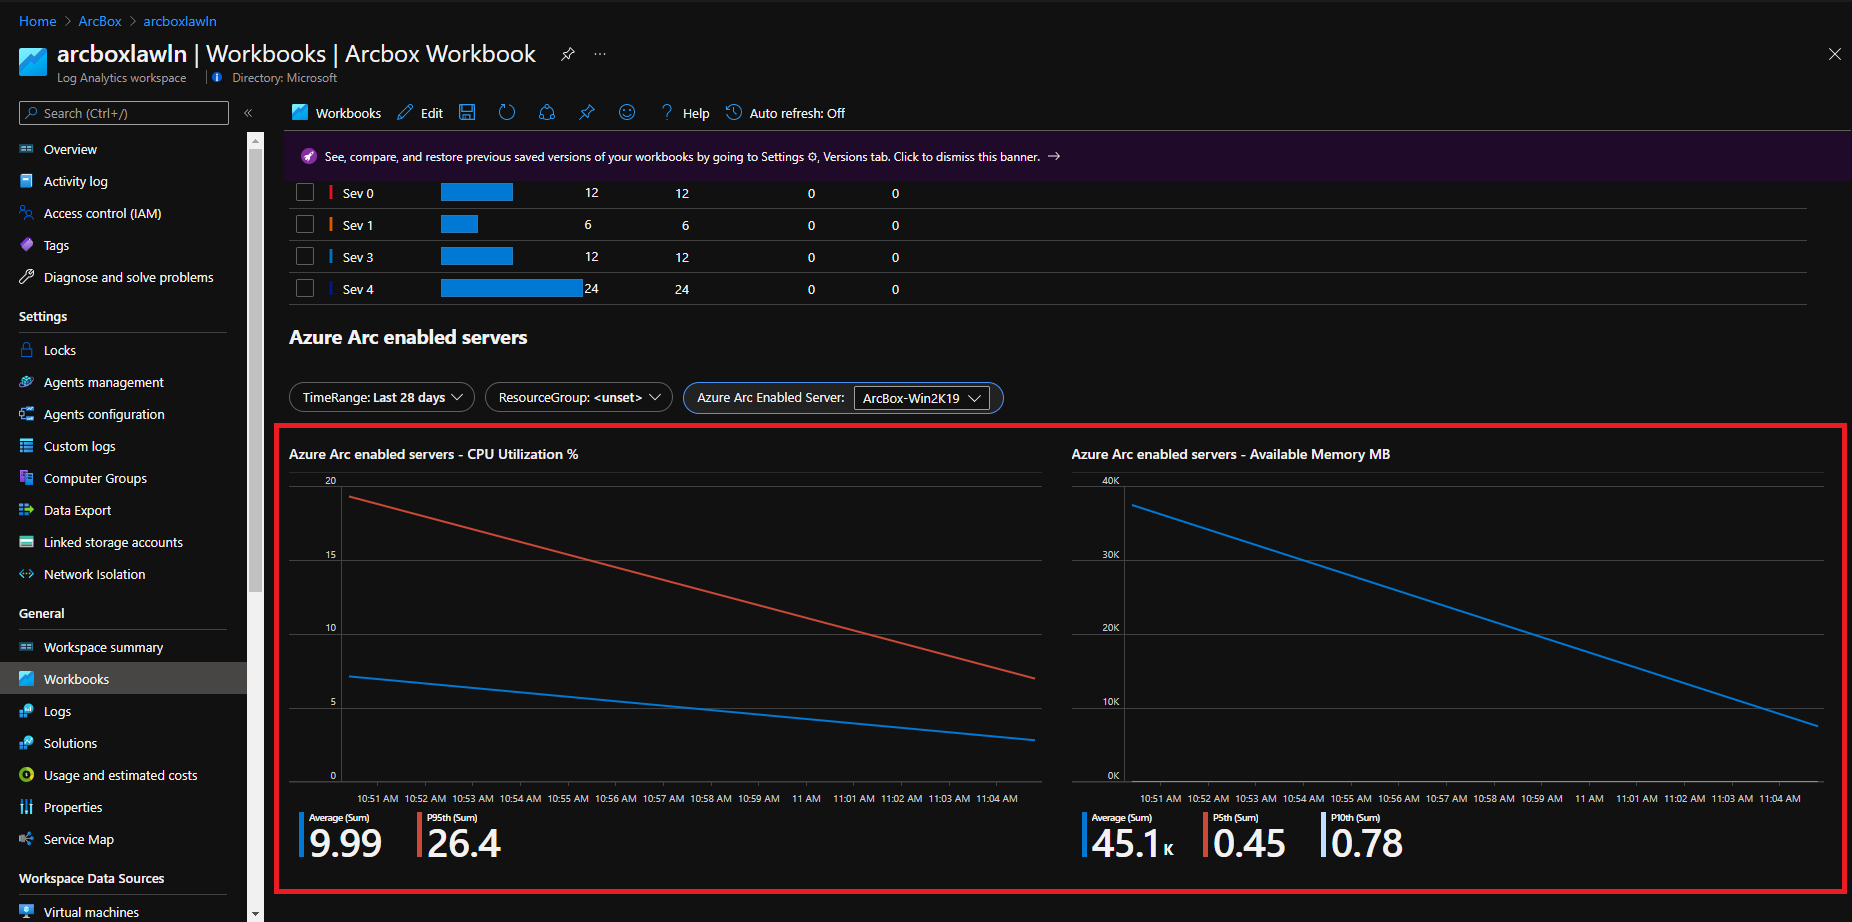 Home > ArcBox > arcboxlawln
arcboxlawln | Workbooks | Arcbox Workbook ...
Log Analytics workspace | Directory: Microsoft
Search (Ctrl+/) «
Workbooks Edit ? Help Auto refresh: Off
See, compare, and restore previous saved versions of your workbooks by going to Settings ⚙, Versions tab. Click to dismiss this banner. →
Overview
Activity log
Access control (IAM)
Tags
Diagnose and solve problems
Settings
Locks
Agents management
Agents configuration
Custom logs
Computer Groups
Data Export
Linked storage accounts
Network Isolation
General
Workspace summary
Workbooks
Logs
Solutions
Usage and estimated costs
Properties
Service Map
Workspace Data Sources
Virtual machines
Sev 0 12 12 0 0
Sev 1 6 6 0 0
Sev 3 12 12 0 0
Sev 4 24 24 0 0
Azure Arc enabled servers
TimeRange: Last 28 days ResourceGroup: <unset> Azure Arc Enabled Server: ArcBox-Win2K19
Azure Arc enabled servers - CPU Utilization %
20
15
10
5
0
10:51 AM 10:52 AM 10:53 AM 10:54 AM 10:55 AM 10:56 AM 10:57 AM 10:58 AM 10:59 AM 11 AM 11:01 AM 11:02 AM 11:03 AM 11:04 AM
Average (Sum) P95th (Sum)
9.99 26.4
Azure Arc enabled servers - Available Memory MB
40K
30K
20K
10K
0K
10:51 AM 10:52 AM 10:53 AM 10:54 AM 10:55 AM 10:56 AM 10:57 AM 10:58 AM 10:59 AM 11 AM 11:01 AM 11:02 AM 11:03 AM 11:04 AM
Average (Sum) P5th (Sum) P10th (Sum)
45.1 K 0.45 0.78